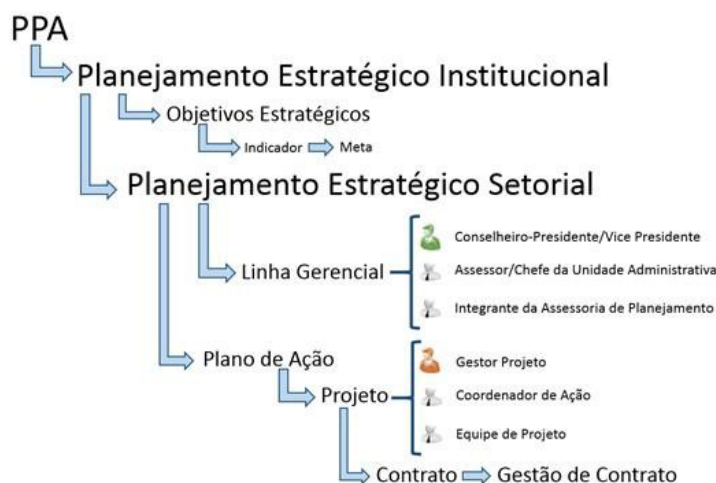 PPA
Planejamento Estratégico Institucional
Objetivos Estratégicos
Indicador
Meta
Planejamento Estratégico Setorial
Linha Gerencial
Conselheiro-Presidente/Vice Presidente
Assessor/Chefe da Unidade Administrativa
Integrante da Assessoria de Planejamento
Plano de Ação
Projeto
Gestor Projeto
Coordenador de Ação
Equipe de Projeto
Contrato
Gestão de Contrato